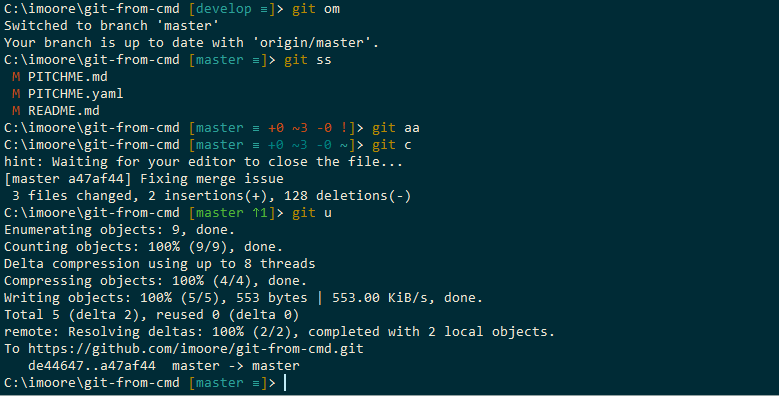 C:\imoore\git-from-cmd [develop ≡]> git om
Switched to branch 'master'
Your branch is up to date with 'origin/master'.
C:\imoore\git-from-cmd [master ≡]> git ss
 M PITCHME.md
 M PITCHME.yaml
 M README.md
C:\imoore\git-from-cmd [master ≡ +0 ~3 -0 !]> git aa
C:\imoore\git-from-cmd [master ≡ +0 ~3 -0 ~]> git c
hint: Waiting for your editor to close the file...
[master a47af44] Fixing merge issue
 3 files changed, 2 insertions(+), 128 deletions(-)
C:\imoore\git-from-cmd [master ↑1]> git u
Enumerating objects: 9, done.
Counting objects: 100% (9/9), done.
Delta compression using up to 8 threads
Compressing objects: 100% (4/4), done.
Writing objects: 100% (5/5), 553 bytes | 553.00 KiB/s, done.
Total 5 (delta 2), reused 0 (delta 0)
remote: Resolving deltas: 100% (2/2), completed with 2 local objects.
To https://github.com/imoore/git-from-cmd.git
   de44647..a47af44  master -> master
C:\imoore\git-from-cmd [master ≡]>